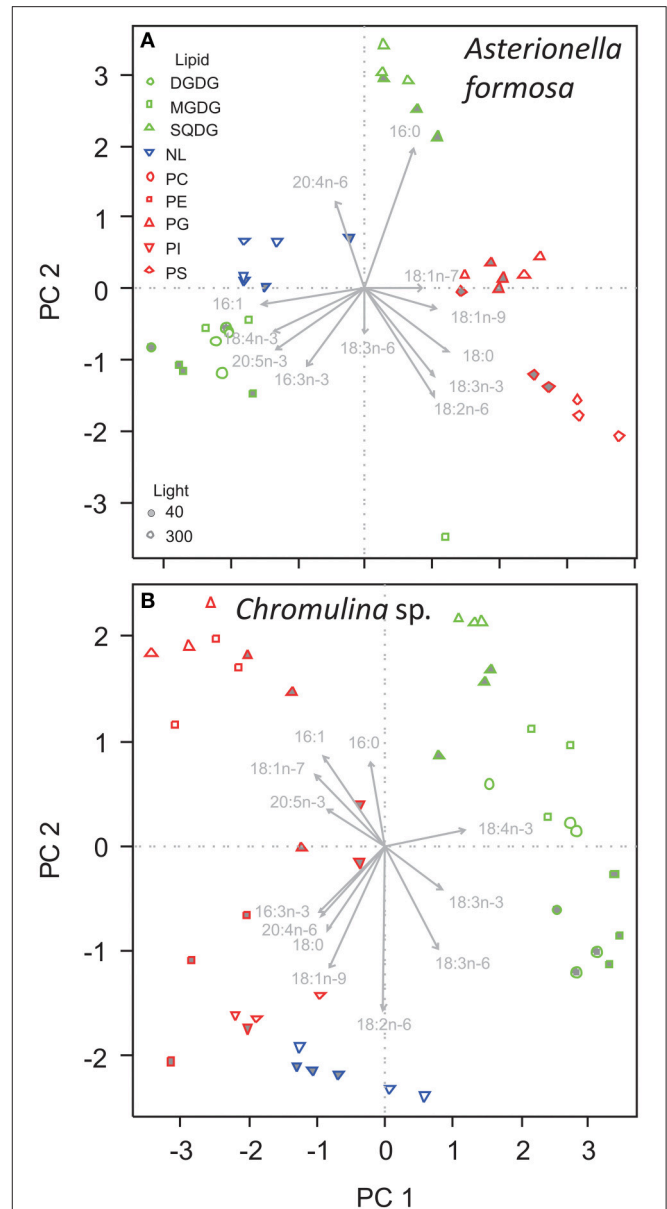 A
Asterionella
formosa
Lipid
DGDG
MGDG
SQDG
NL
PC
PE
PG
PI
PS
Light
40
300
3
2
1
0
-1
-2
-3
PC 2
16:0
20:4n-6
18:1n-7
16:1
18:1n-9
18:4n-3
18:3n-6
20:5n-3
18:0
16:3n-3
18:3n-3
18:2n-6
B
Chromulina sp.
2
1
0
-1
-2
PC 2
16:1
16:0
18:1n-7
20:5n-3
18:4n-3
18:3n-3
16:3n-3
20:4n-6
18:0
18:3n-6
18:1n-9
18:2n-6
-3 -2 -1 0 1 2 3
PC 1